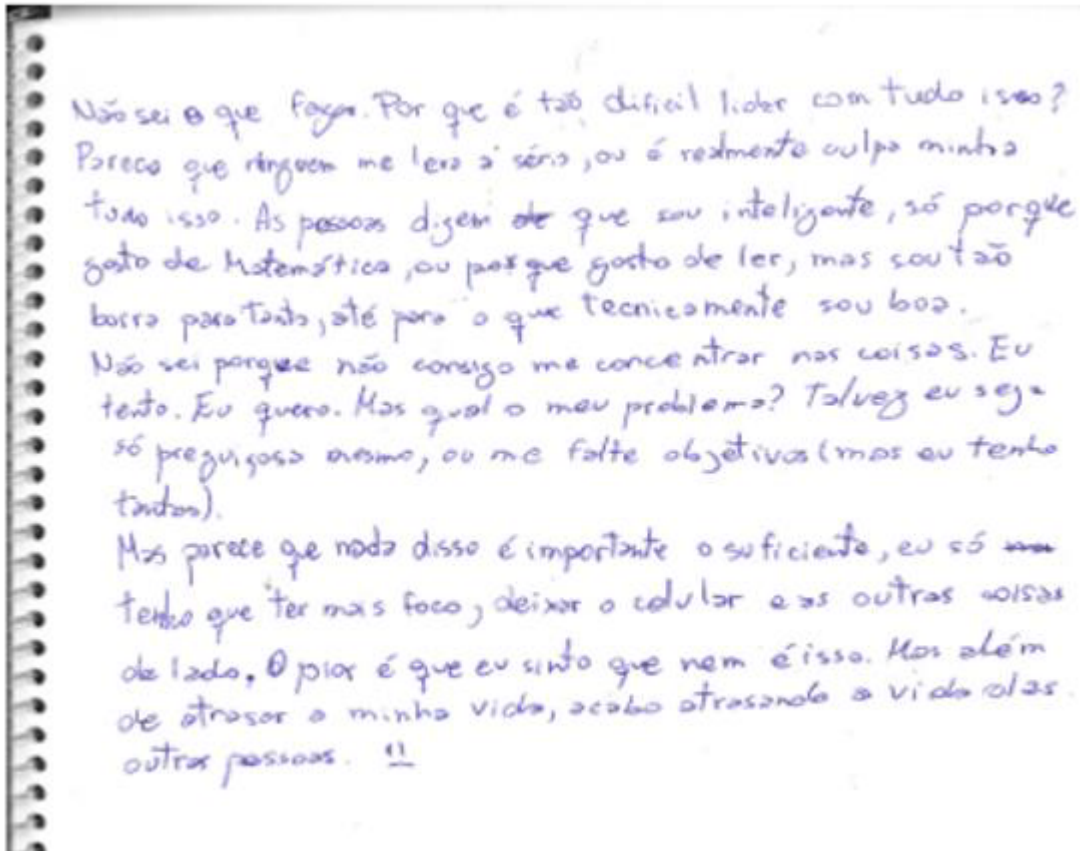 Não sei o que faço. Por que é tão dificil lidar com tudo isso?
Parece que ninguem me leva a sério, ou é realmente culpa minha
tudo isso. As pessoas dizem que sou inteligente, só porque
gosto de Matemática, ou porque gosto de ler, mas sou tão
burra para tanto, até para o que tecnicamente sou boa.
Não sei porque não consigo me concentrar nas coisas. Eu
tento. Eu quero. Mas qual o meu problema? Talvez eu seja
só preguiçosa mesmo, ou me falte objetivos (mas eu tenho
tantos).
Mas parece que nada disso é importante o suficiente, eu só
tenho que ter mais foco, deixar o celular e as outras coisas
de lado. O pior é que eu sinto que nem é isso. Mas além
de atrasar a minha vida, acabo atrasando a vida das
outras pessoas.